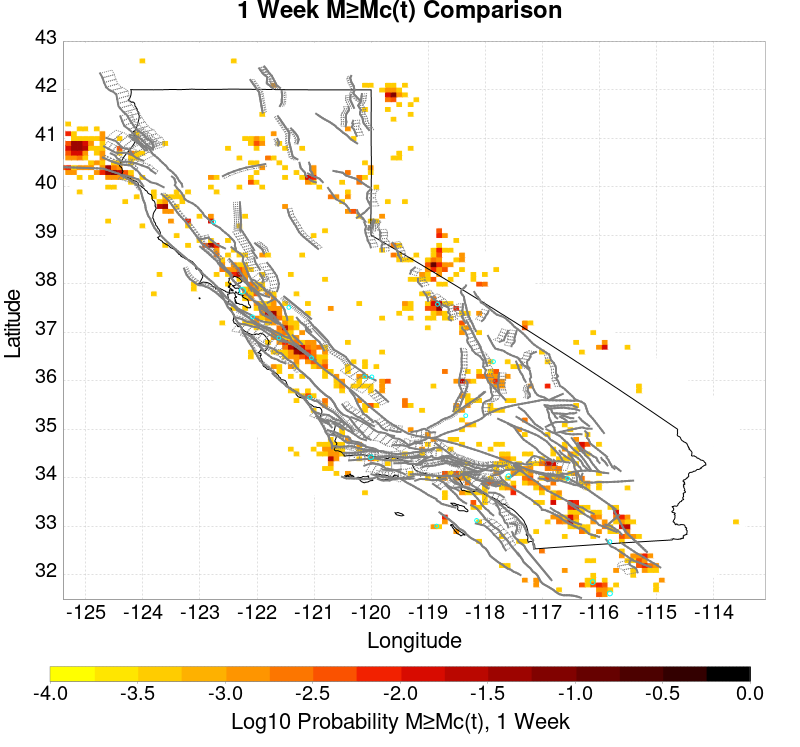 1 Week M≥Mc(t) Comparison
43
42
41
40
39
38
37
36
35
34
33
32
Latitude
-125 -124 -123 -122 -121 -120 -119 -118 -117 -116 -115 -114
Longitude
-4.0 -3.5 -3.0 -2.5 -2.0 -1.5 -1.0 -0.5 0.0
Log10 Probability M≥Mc(t), 1 Week